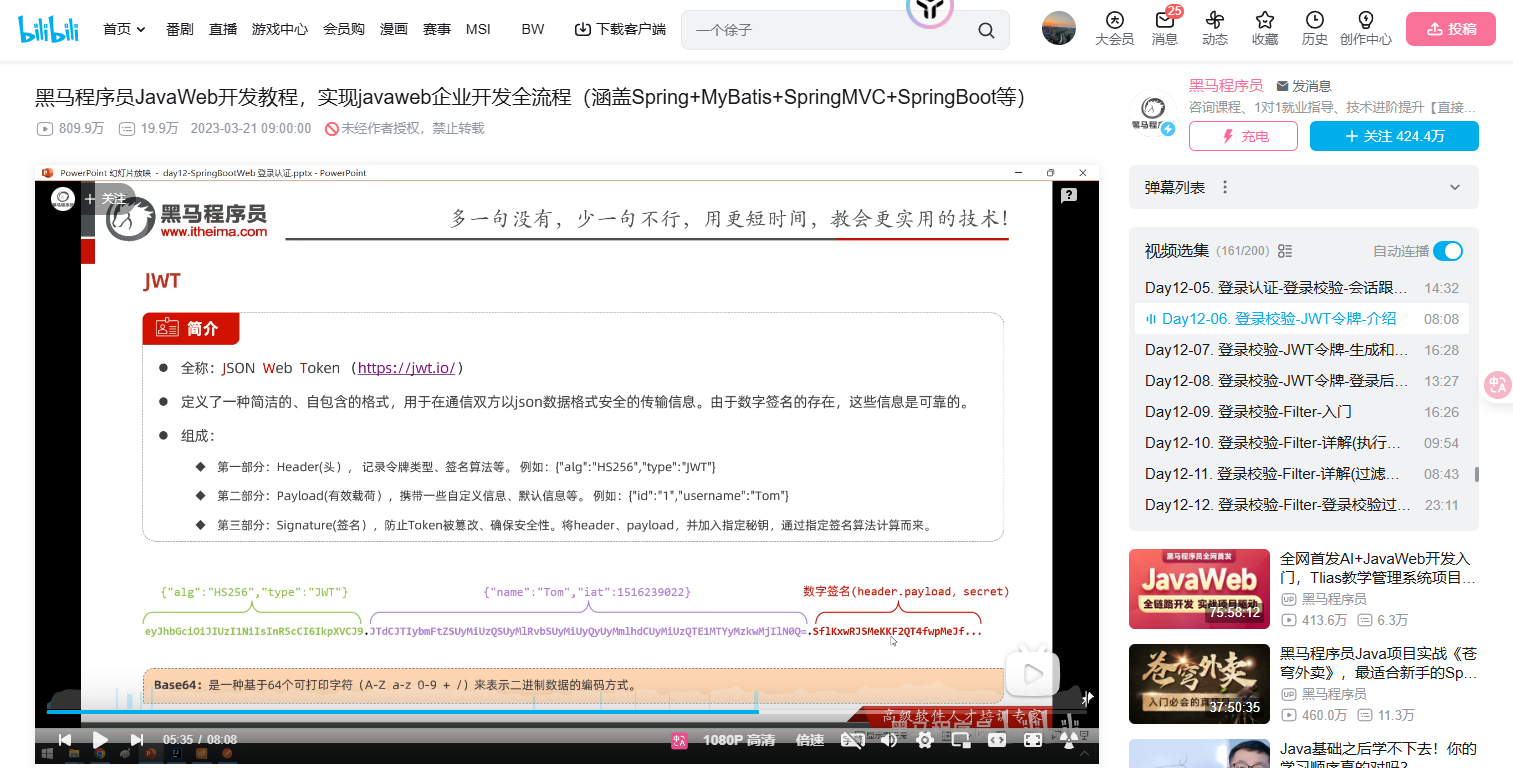 bilibili
首页 番剧 直播 游戏中心 会员购 漫画 赛事 MSI BW 下载客户端
一个徐子
大会员 消息 25 动态 收藏 历史 创作中心 投稿
黑马程序员JavaWeb开发教程，实现javaweb企业开发全流程（涵盖Spring+MyBatis+SpringMVC+SpringBoot等）
809.9万 19.9万 2023-03-21 09:00:00 未经作者授权，禁止转载
黑马程序员 发消息
咨询课程、1对1就业指导、技术进阶提升【直接...
充电
+ 关注 424.4万
PowerPoint 幻灯片放映 - day12-SpringBootWeb 登录认证.pptx - PowerPoint
+ 关注
黑马程序员
www.itheima.com
多一句没有，少一句不行，用更短时间，教会更实用的技术！
JWT
简介
全称：JSON Web Token （https://jwt.io/）
定义了一种简洁的、自包含的格式，用于在通信双方以json数据格式安全的传输信息。由于数字签名的存在，这些信息是可靠的。
组成：
第一部分：Header(头），记录令牌类型、签名算法等。 例如：{"alg":"HS256","type":"JWT"}
第二部分：Payload(有效载荷），携带一些自定义信息、默认信息等。 例如：{"id":"1","username":"Tom"}
第三部分：Signature(签名），防止Token被篡改、确保安全性。将header、payload，并加入指定秘钥，通过指定签名算法计算而来。
{"alg":"HS256","type":"JWT"} {"name":"Tom","iat":1516239022} 数字签名(header.payload, secret)
eyJhbGciOiJIUzI1NiIsInR5cCI6IkpXVCJ9.JTdCJTIybmFtZSUyMiUzQSUyMlRvbSUyMiUyQyUyMmlhdCUyMiUzQTE1MTYyMzkwMjIlN0Q=.SflKxwRJSMeKKF2QT4fwpMeJf...
Base64：是一种基于64个可打印字符（A-Z a-z 0-9 + /）来表示二进制数据的编码方式。
高级软件人才培训专家
05:35 / 08:08 1080P 高清 倍速
弹幕列表
视频选集 (161/200) 自动连播
Day12-05. 登录认证-登录校验-会话跟... 14:32
Day12-06. 登录校验-JWT令牌-介绍 08:08
Day12-07. 登录校验-JWT令牌-生成和... 16:28
Day12-08. 登录校验-JWT令牌-登录后... 13:27
Day12-09. 登录校验-Filter-入门 16:26
Day12-10. 登录校验-Filter-详解(执行... 09:54
Day12-11. 登录校验-Filter-详解(过滤... 08:43
Day12-12. 登录校验-Filter-登录校验过... 23:11
黑马程序员全网首发
JavaWeb
全链路开发 实战项目驱动
75:58:12
全网首发AI+JavaWeb开发入
门，Tlias教学管理系统项目...
黑马程序员
413.6万 6.3万
苍穹外卖
入门必会的
37:50:35
黑马程序员Java项目实战《苍
穹外卖》，最适合新手的Sp...
黑马程序员
460.0万 11.3万
Java基础之后学不下去！你的
学习顺序真的对吗？